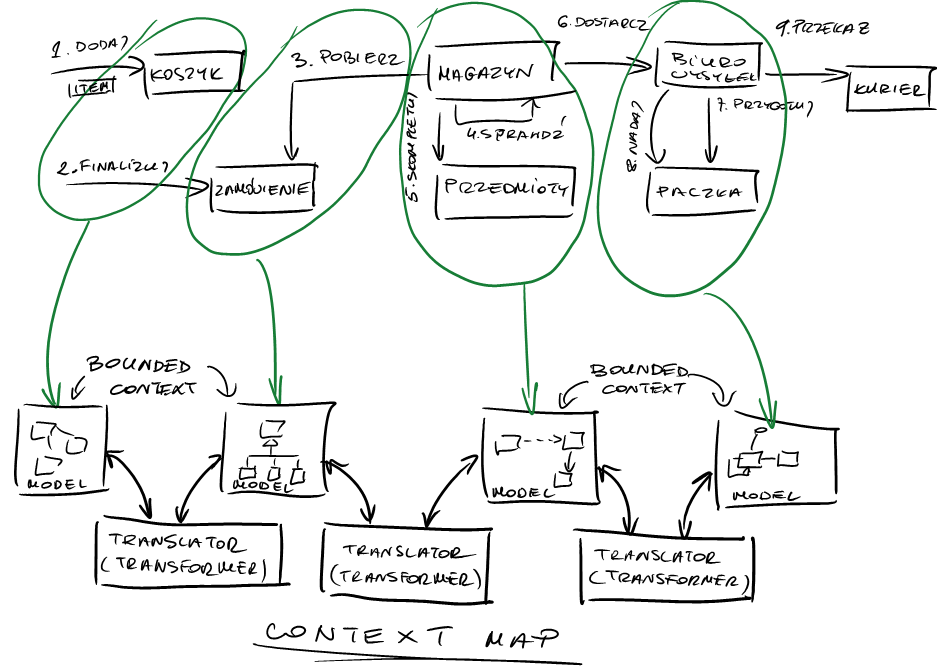 1. DODAJ
ITEM
KOSZYK
2. FINALIZUJ
ZAMÓWIENIE
3. POBIERZ
MAGAZYN
4. SPRAWDŹ
5. SKOMPLETUJ
PRZEDMIOTY
6. DOSTARCZ
BIURO
WYSYŁEK
7. PRZYGOTUJ
8. NADAJ
PACZKA
9. PRZEKAŻ
KURIER
BOUNDED
CONTEXT
BOUNDED
CONTEXT
MODEL
MODEL
MODEL
MODEL
TRANSLATOR
(TRANSFORMER)
TRANSLATOR
(TRANSFORMER)
TRANSLATOR
(TRANSFORMER)
CONTEXT MAP